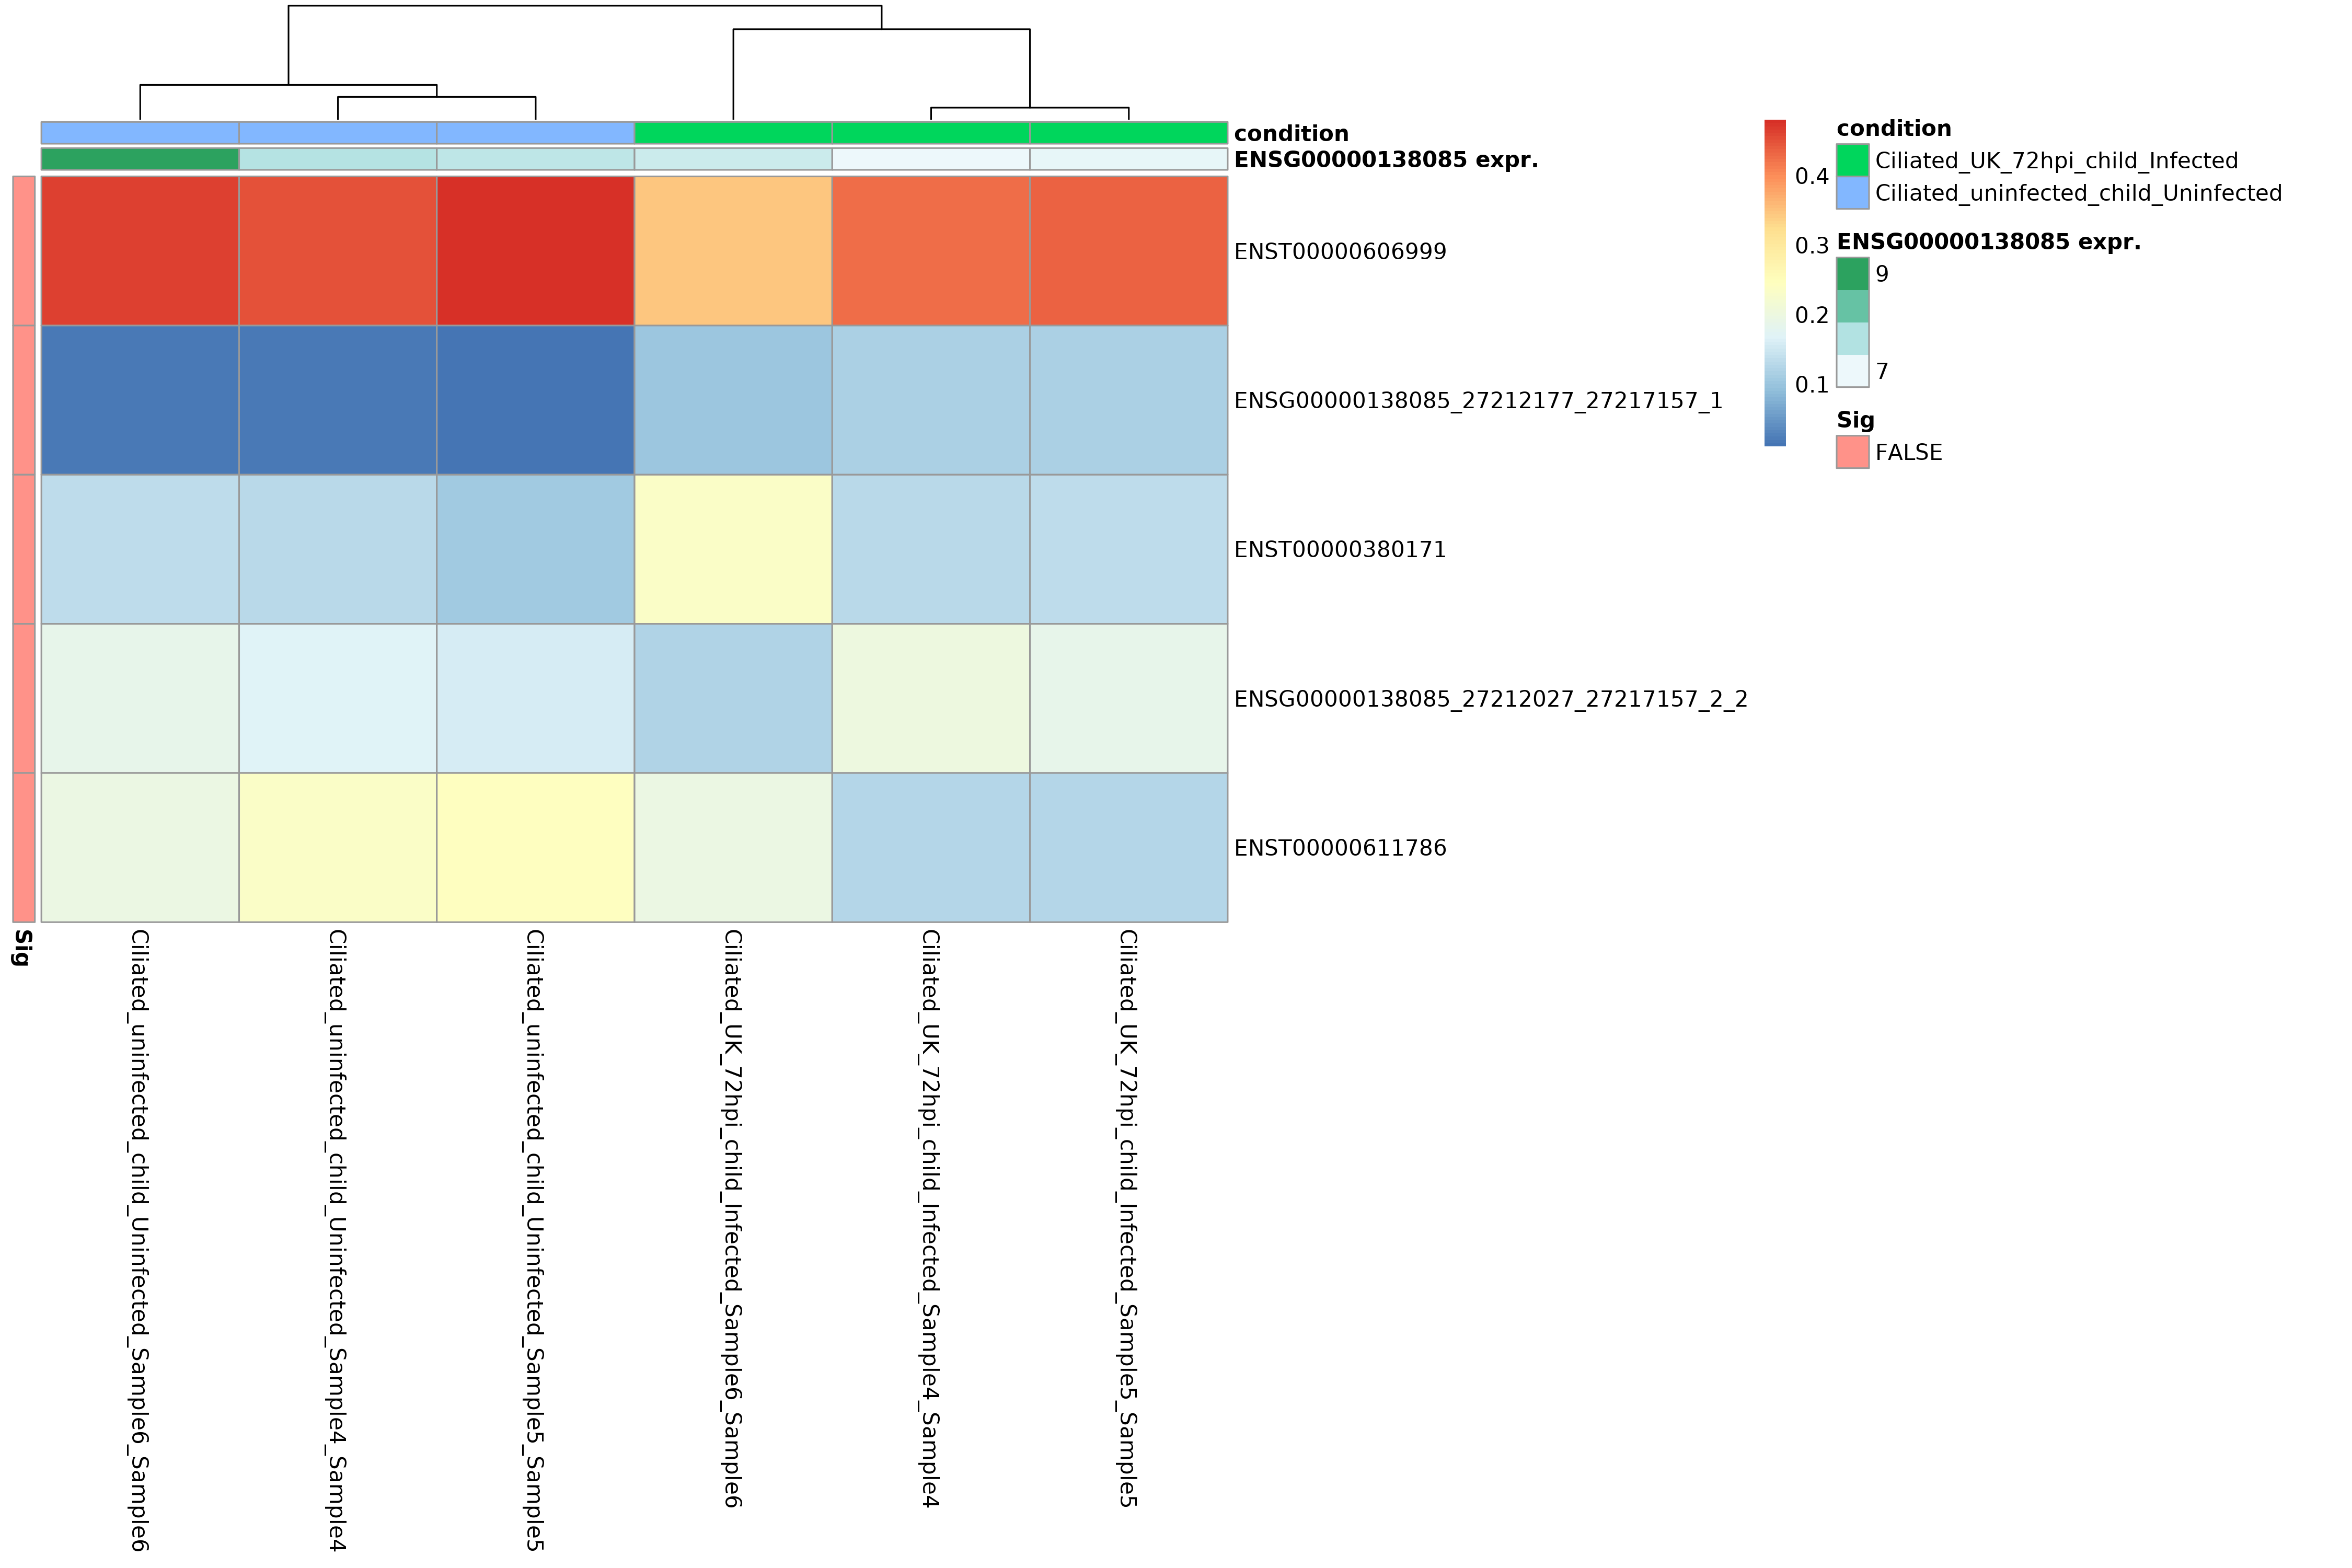 condition
ENSG00000138085 expr.
ENST00000606999
ENSG00000138085_27212177_27217157_1
ENST00000380171
ENSG00000138085_27212027_27217157_2_2
ENST00000611786
Sig
Ciliated_uninfected_child_Uninfected_Sample6_Sample6
Ciliated_uninfected_child_Uninfected_Sample4_Sample4
Ciliated_uninfected_child_Uninfected_Sample5_Sample5
Ciliated_UK_72hpi_child_Infected_Sample6_Sample6
Ciliated_UK_72hpi_child_Infected_Sample4_Sample4
Ciliated_UK_72hpi_child_Infected_Sample5_Sample5
0.4
0.3
0.2
0.1
condition
Ciliated_UK_72hpi_child_Infected
Ciliated_uninfected_child_Uninfected
ENSG00000138085 expr.
9
7
Sig
FALSE